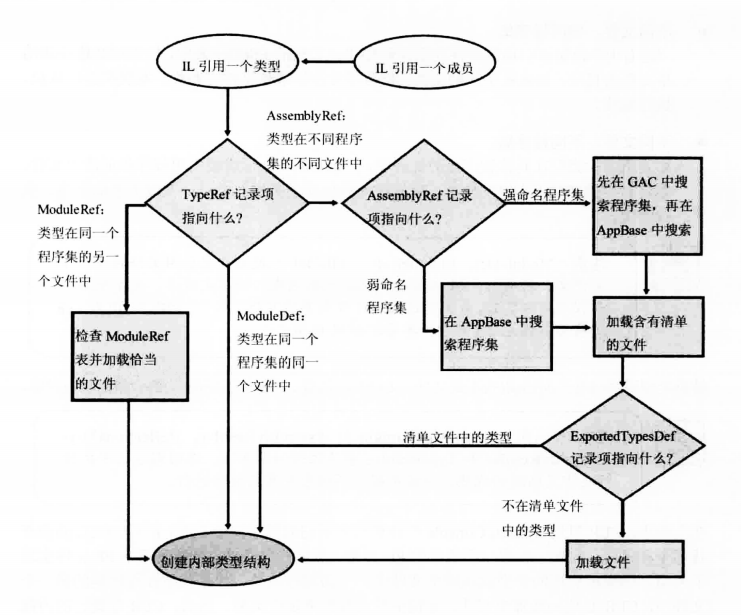 IL 引用一个类型
IL 引用一个成员
AssemblyRef:
类型在不同程序
集的不同文件中
TypeRef 记录项
指向什么?
AssemblyRef 记录
项指向什么?
强命名程序集
先在 GAC 中搜
索程序集，再在
AppBase 中搜索
ModuleRef:
类型在同一个
程序集的另一
个文件中
弱命名
程序集
ModuleDef:
类型在同一个
程序集的同一
个文件中
在 AppBase 中搜
索程序集
加载含有清单
的文件
检查 ModuleRef
表并加载恰当
的文件
清单文件中的类型
ExportedTypesDef
记录项指向什么?
不在清单文件
中的类型
创建内部类型结构
加载文件